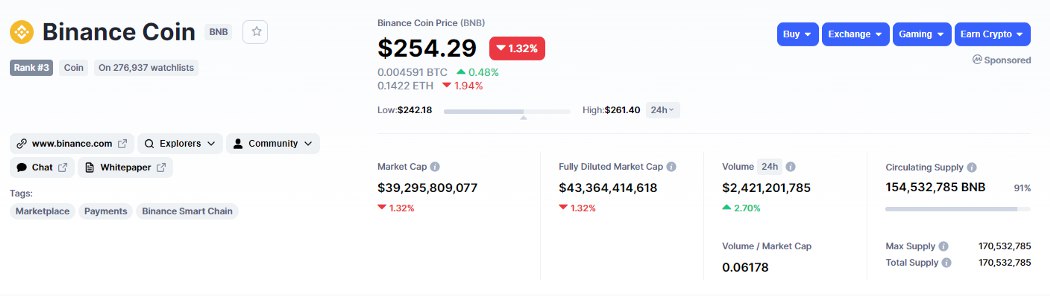 Binance Coin BNB
Rank #3 Coin On 276,937 watchlists
www.binance.com Explorers Community
Chat Whitepaper
Tags:
Marketplace Payments Binance Smart Chain
Binance Coin Price (BNB)
$254.29 1.32%
0.004591 BTC 0.48%
0.1422 ETH 1.94%
Low:$242.18 High:$261.40 24h
Buy Exchange Gaming Earn Crypto
Sponsored
Market Cap
$39,295,809,077
1.32%
Fully Diluted Market Cap
$43,364,414,618
1.32%
Volume 24h
$2,421,201,785
2.70%
Volume / Market Cap
0.06178
Circulating Supply
154,532,785 BNB 91%
Max Supply 170,532,785
Total Supply 170,532,785